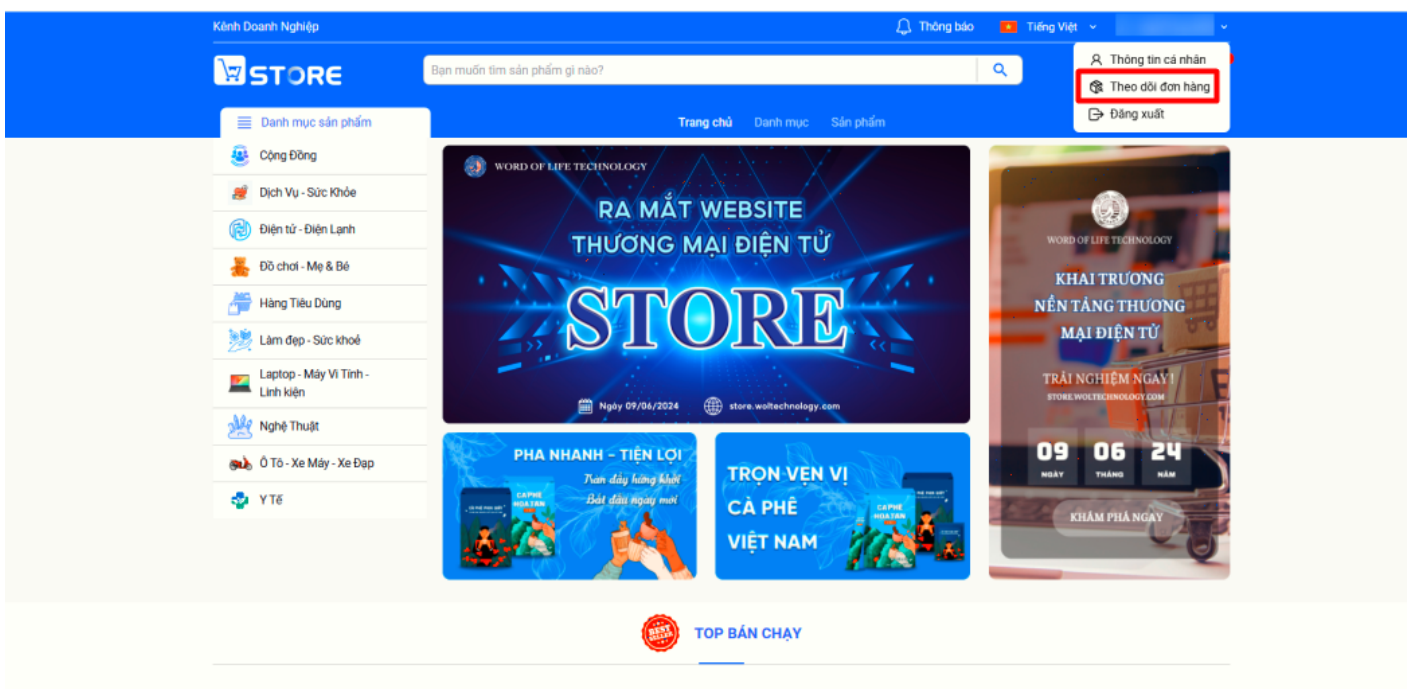 Kênh Doanh Nghiệp
Thông báo
Tiếng Việt
STORE
Bạn muốn tìm sản phẩm gì nào?
Thông tin cá nhân
Theo dõi đơn hàng
Đăng xuất
Danh mục sản phẩm
Trang chủ Danh mục Sản phẩm
Cộng Đồng
Dịch Vụ - Sức Khỏe
Điện tử - Điện Lạnh
Đồ chơi - Mẹ & Bé
Hàng Tiêu Dùng
Làm đẹp - Sức khoẻ
Laptop - Máy Vi Tính -
Linh kiện
Nghệ Thuật
Ô Tô - Xe Máy - Xe Đạp
Y Tế
WORD OF LIFE TECHNOLOGY
RA MẮT WEBSITE
THƯƠNG MẠI ĐIỆN TỬ
STORE
Ngày 09/06/2024
store.woltechnology.com
PHA NHANH – TIỆN LỢI
Tràn đầy hứng khởi
Bắt đầu ngày mới
CAPHE
HOATAN
TRỌN VẸN VỊ
CÀ PHÊ
VIỆT NAM
CAPHE
HOATAN
WORD OF LIFE TECHNOLOGY
KHAI TRƯƠNG
NỀN TẢNG THƯƠNG
MẠI ĐIỆN TỬ
TRẢI NGHIỆM NGAY!
STORE.WOLTECHNOLOGY.COM
09 06 24
NGÀY THÁNG NĂM
KHÁM PHÁ NGAY
BEST
SELLER
TOP BÁN CHẠY